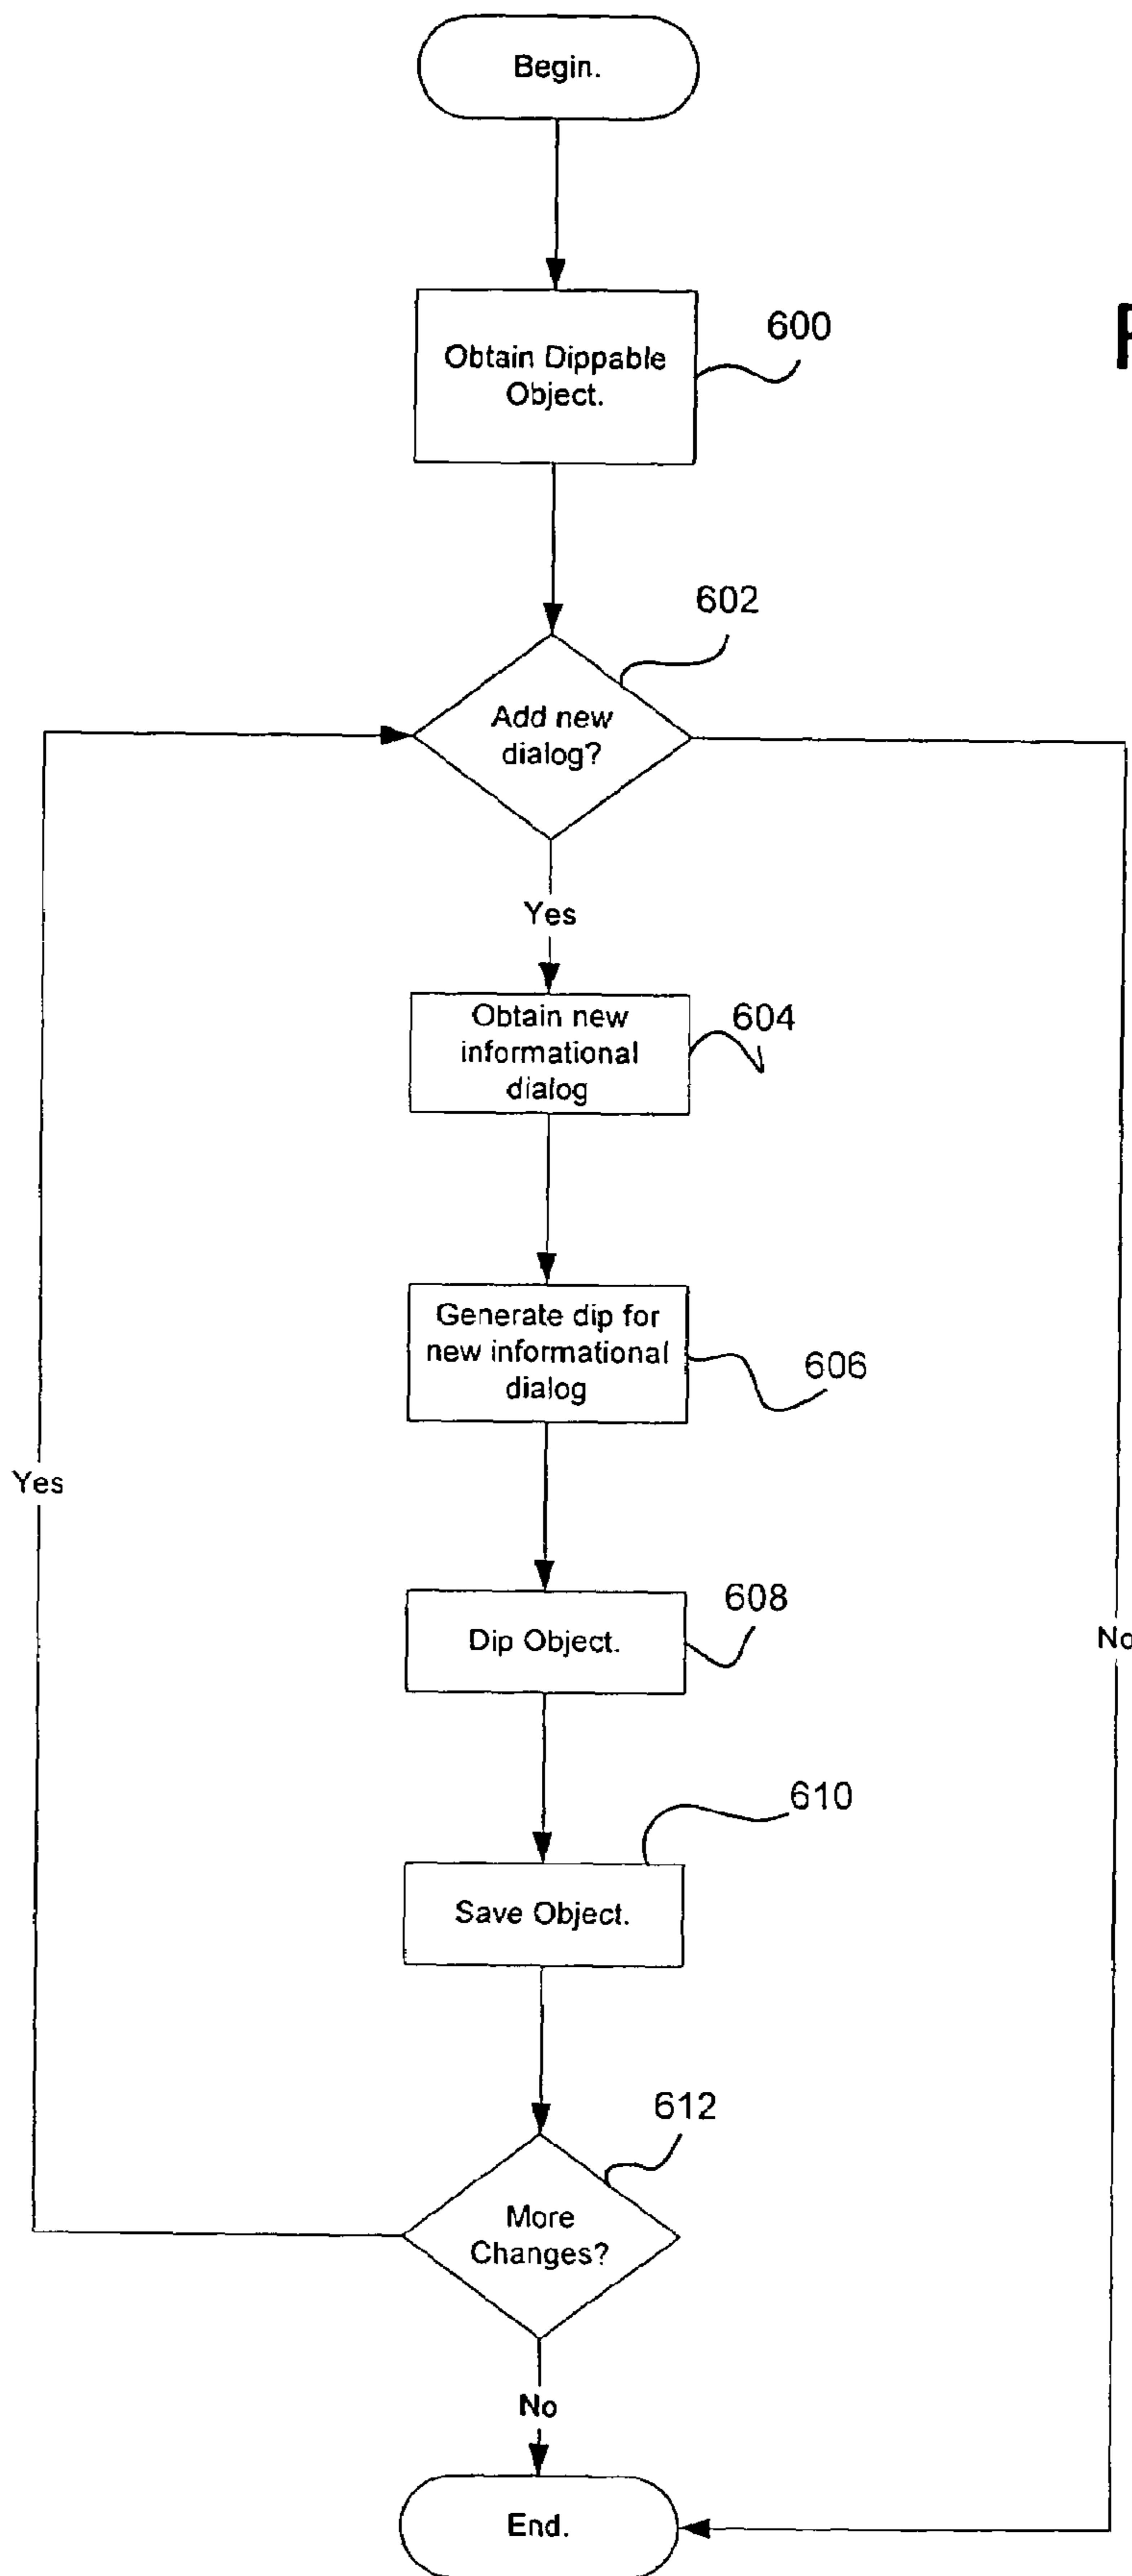 Begin.
600
Obtain Dippable
Object.
602
Add new
dialog?
Yes
Obtain new
informational
dialog
604
Generate dip for
new informational
dialog
606
Yes
608
Dip Object.
No
610
Save Object.
612
More
Changes?
No
End.